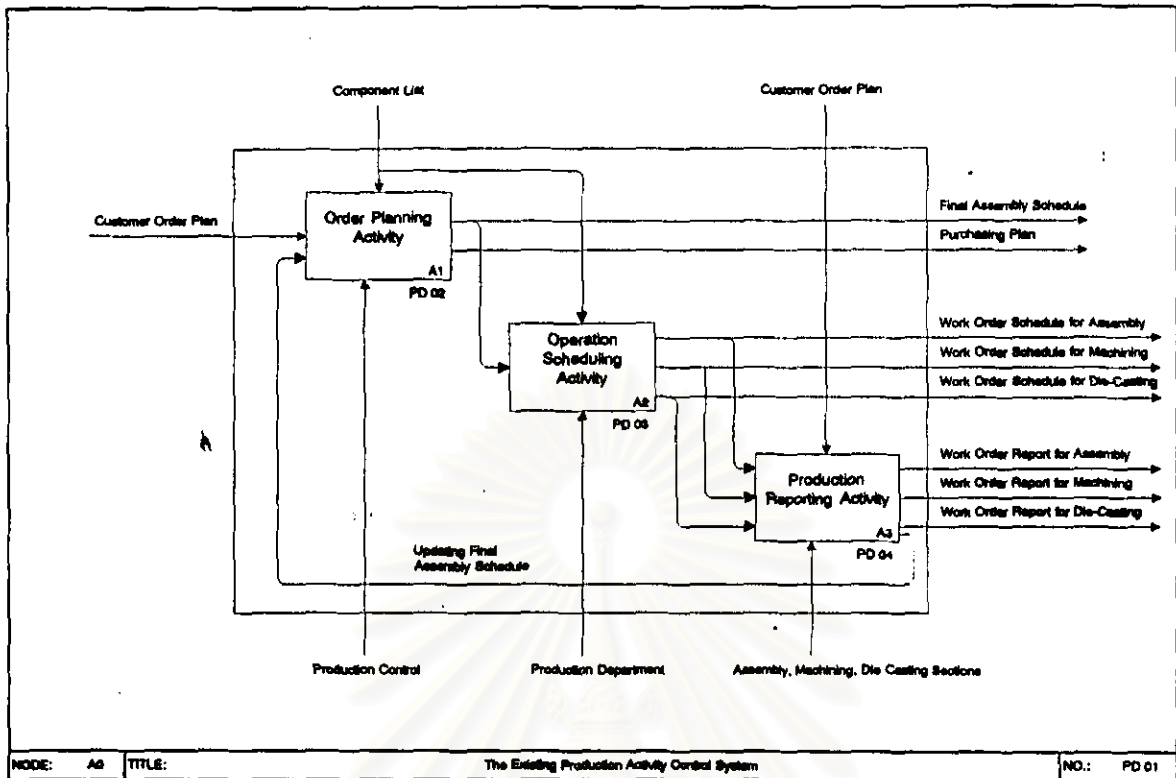 Component List
Customer Order Plan
Customer Order Plan
Order Planning
Activity
A1
PD 02
Final Assembly Schedule
Purchasing Plan
Operation
Scheduling
Activity
A2
PD 03
Work Order Schedule for Assembly
Work Order Schedule for Machining
Work Order Schedule for Die-Casting
Production
Reporting Activity
A3
PD 04
Work Order Report for Assembly
Work Order Report for Machining
Work Order Report for Die-Casting
Updating Final
Assembly Schedule
Production Control
Production Department
Assembly, Machining, Die Casting Sections
NODE: A0 TITLE: The Existing Production Activity Control System NO.: PD 01